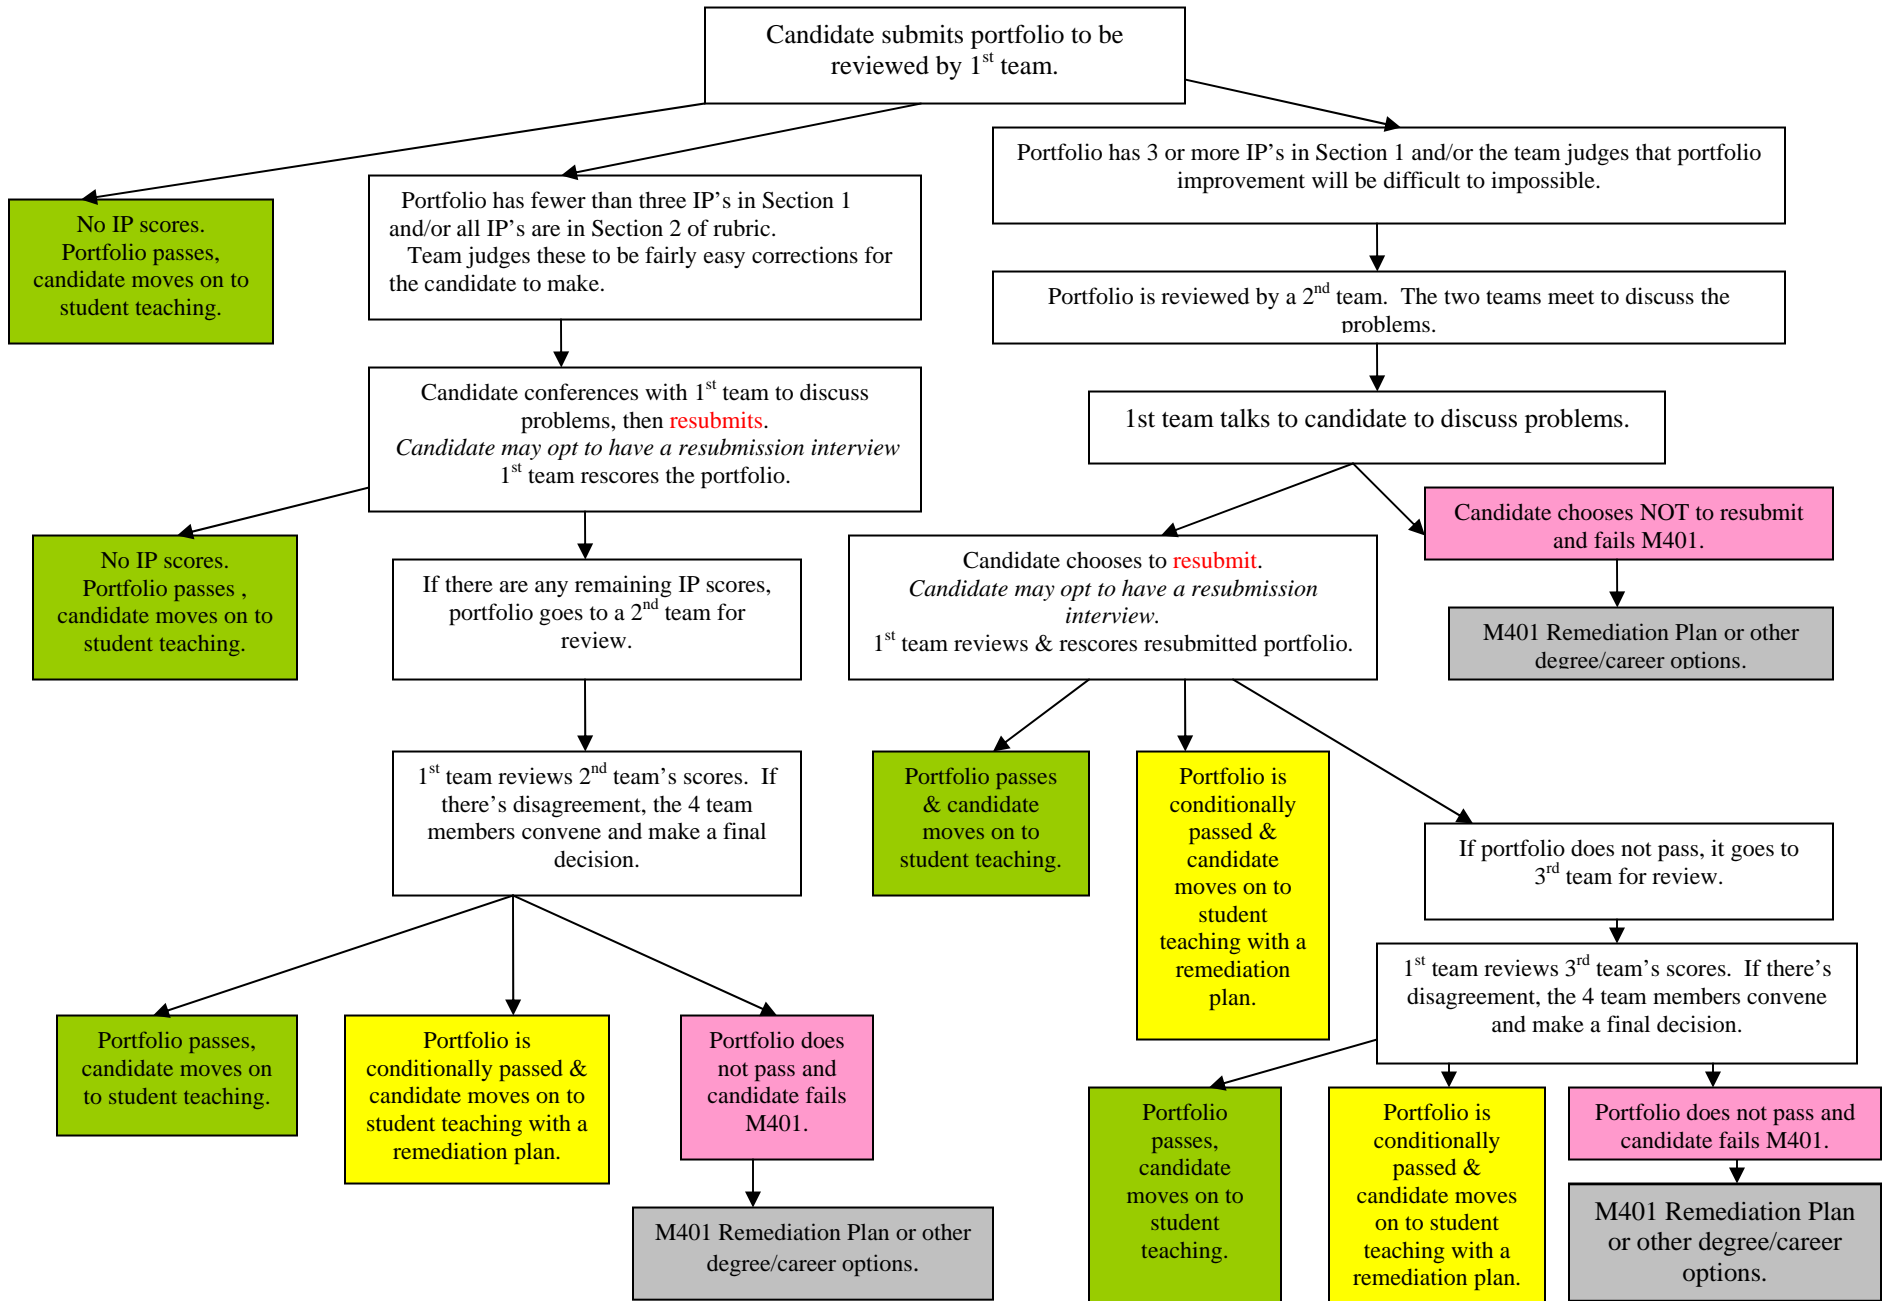 Candidate submits portfolio to be
reviewed by 1st team.
Portfolio has 3 or more IP's in Section 1 and/or the team judges that portfolio
improvement will be difficult to impossible.
No IP scores.
Portfolio passes,
candidate moves on to
student teaching.
Portfolio has fewer than three IP's in Section 1
and/or all IP's are in Section 2 of rubric.
Team judges these to be fairly easy corrections for
the candidate to make.
Portfolio is reviewed by a 2nd team. The two teams meet to discuss the
problems.
Candidate conferences with 1st team to discuss
problems, then resubmits.
Candidate may opt to have a resubmission interview
1st team rescores the portfolio.
1st team talks to candidate to discuss problems.
Candidate chooses NOT to resubmit
and fails M401.
No IP scores.
Portfolio passes ,
candidate moves on to
student teaching.
If there are any remaining IP scores,
portfolio goes to a 2nd team for
review.
Candidate chooses to resubmit.
Candidate may opt to have a resubmission
interview.
1st team reviews & rescores resubmitted portfolio.
M401 Remediation Plan or other
degree/career options.
1st team reviews 2nd team's scores. If
there's disagreement, the 4 team
members convene and make a final
decision.
Portfolio passes
& candidate
moves on to
student teaching.
Portfolio is
conditionally
passed &
candidate
moves on to
student
teaching with a
remediation
plan.
If portfolio does not pass, it goes to
3rd team for review.
1st team reviews 3rd team's scores. If there's
disagreement, the 4 team members convene
and make a final decision.
Portfolio passes,
candidate moves on
to student teaching.
Portfolio is
conditionally passed &
candidate moves on to
student teaching with a
remediation plan.
Portfolio does
not pass and
candidate fails
M401.
M401 Remediation Plan or other
degree/career options.
Portfolio
passes,
candidate
moves on to
student
teaching.
Portfolio is
conditionally
passed &
candidate moves
on to student
teaching with a
remediation plan.
Portfolio does not pass and
candidate fails M401.
M401 Remediation Plan
or other degree/career
options.